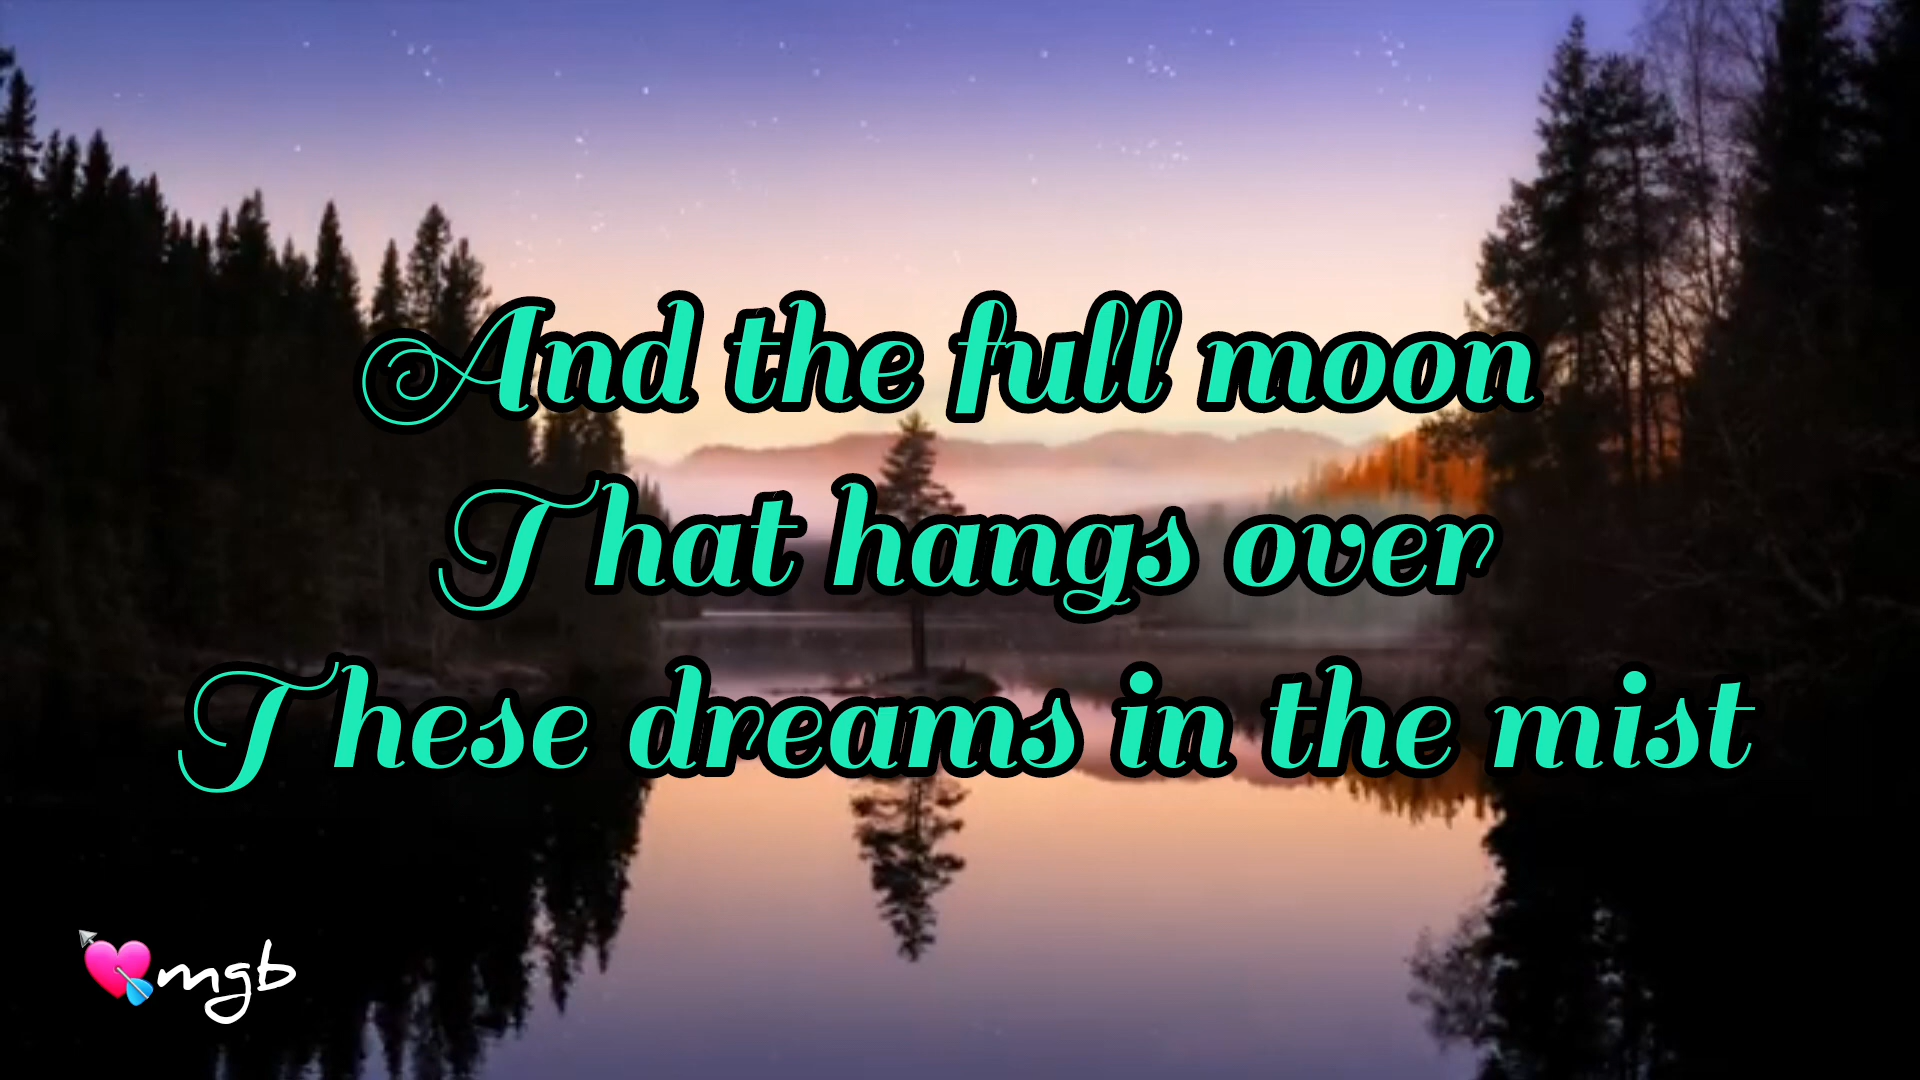 And the full moon
That hangs over
These dreams in the mist
mgb